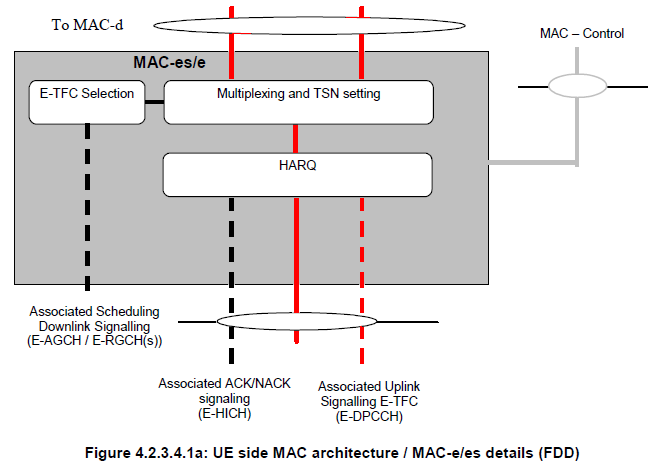 To MAC-d
MAC – Control
MAC-es/e
E-TFC Selection
Multiplexing and TSN setting
HARQ
Associated Scheduling
Downlink Signalling
(E-AGCH / E-RGCH(s))
Associated ACK/NACK
signaling
(E-HICH)
Associated Uplink
Signalling E-TFC
(E-DPCCH)
Figure 4.2.3.4.1a: UE side MAC architecture / MAC-e/es details (FDD)